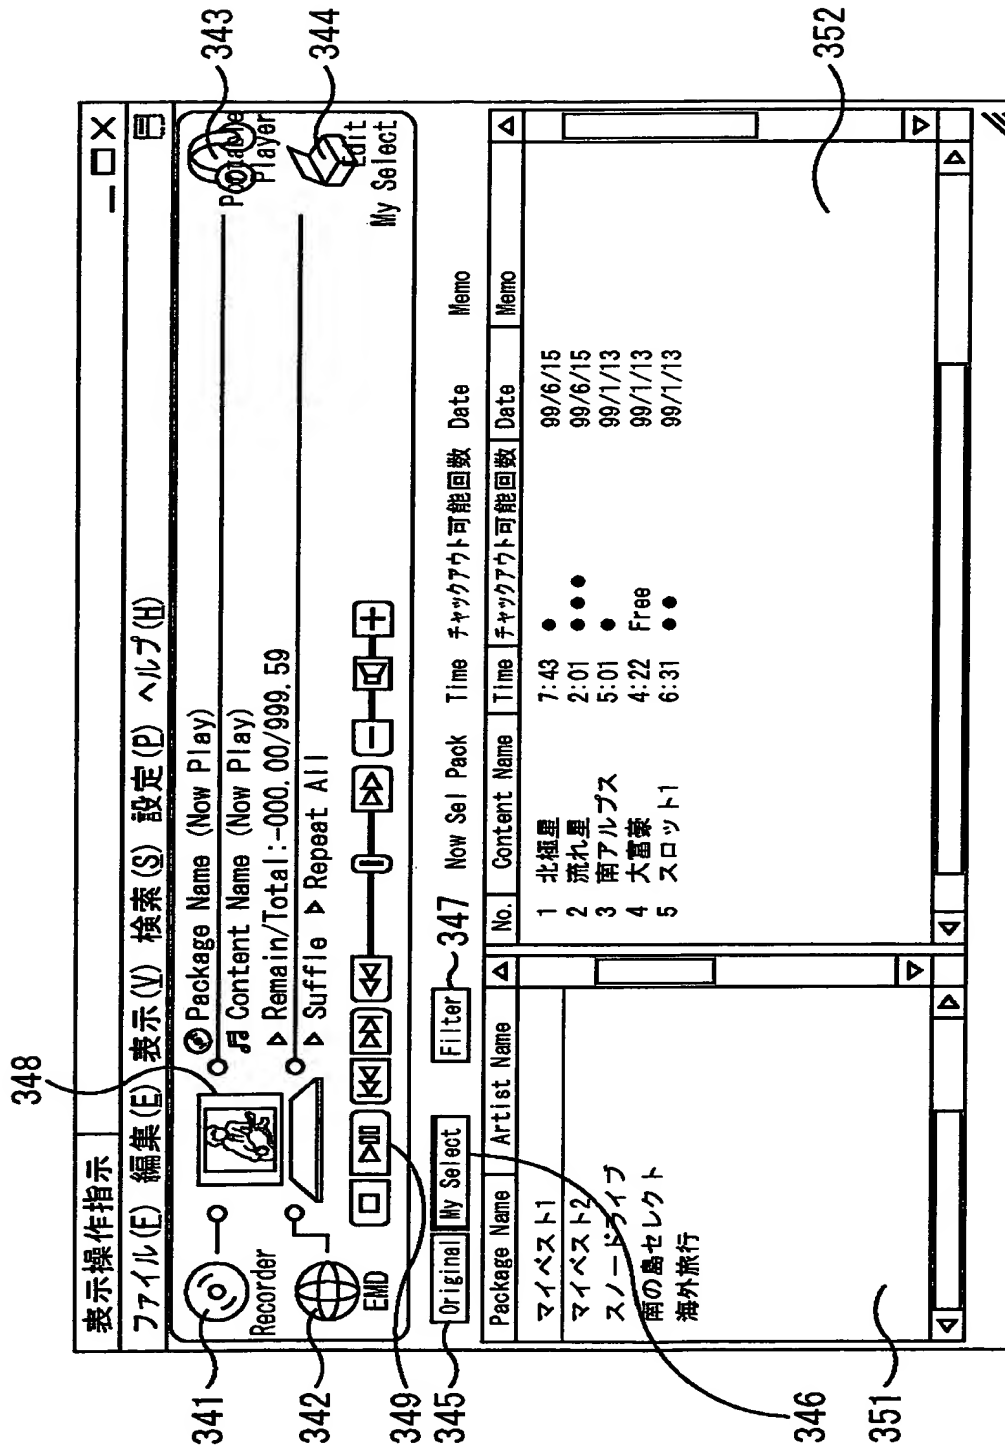 348
表示操作指示
ファイル(F) 編集(E) 表示(V) 検索(S) 設定(P) ヘルプ(H)
341
Recorder
342
EMD
Package Name (Now Play)
Content Name (Now Play)
Remain/Total:-000.00/999.59
Suffle Repeat All
343
Portable
Player
344
Edit
My Select
349
345
Original My Select Filter 347 Now Sel Pack Time チャックアウト可能回数 Date Memo
346
Package Name Artist Name
マイベスト1
マイベスト2
スノードライブ
南の島セレクト
海外旅行
351
No. Content Name Time チャックアウト可能回数 Date Memo
1 北極星 7:43 ● 99/6/15
2 流れ星 2:01 ●●● 99/6/15
3 南アルプス 5:01 ● 99/1/13
4 大富豪 4:22 Free 99/1/13
5 スロット1 6:31 ●● 99/1/13
352